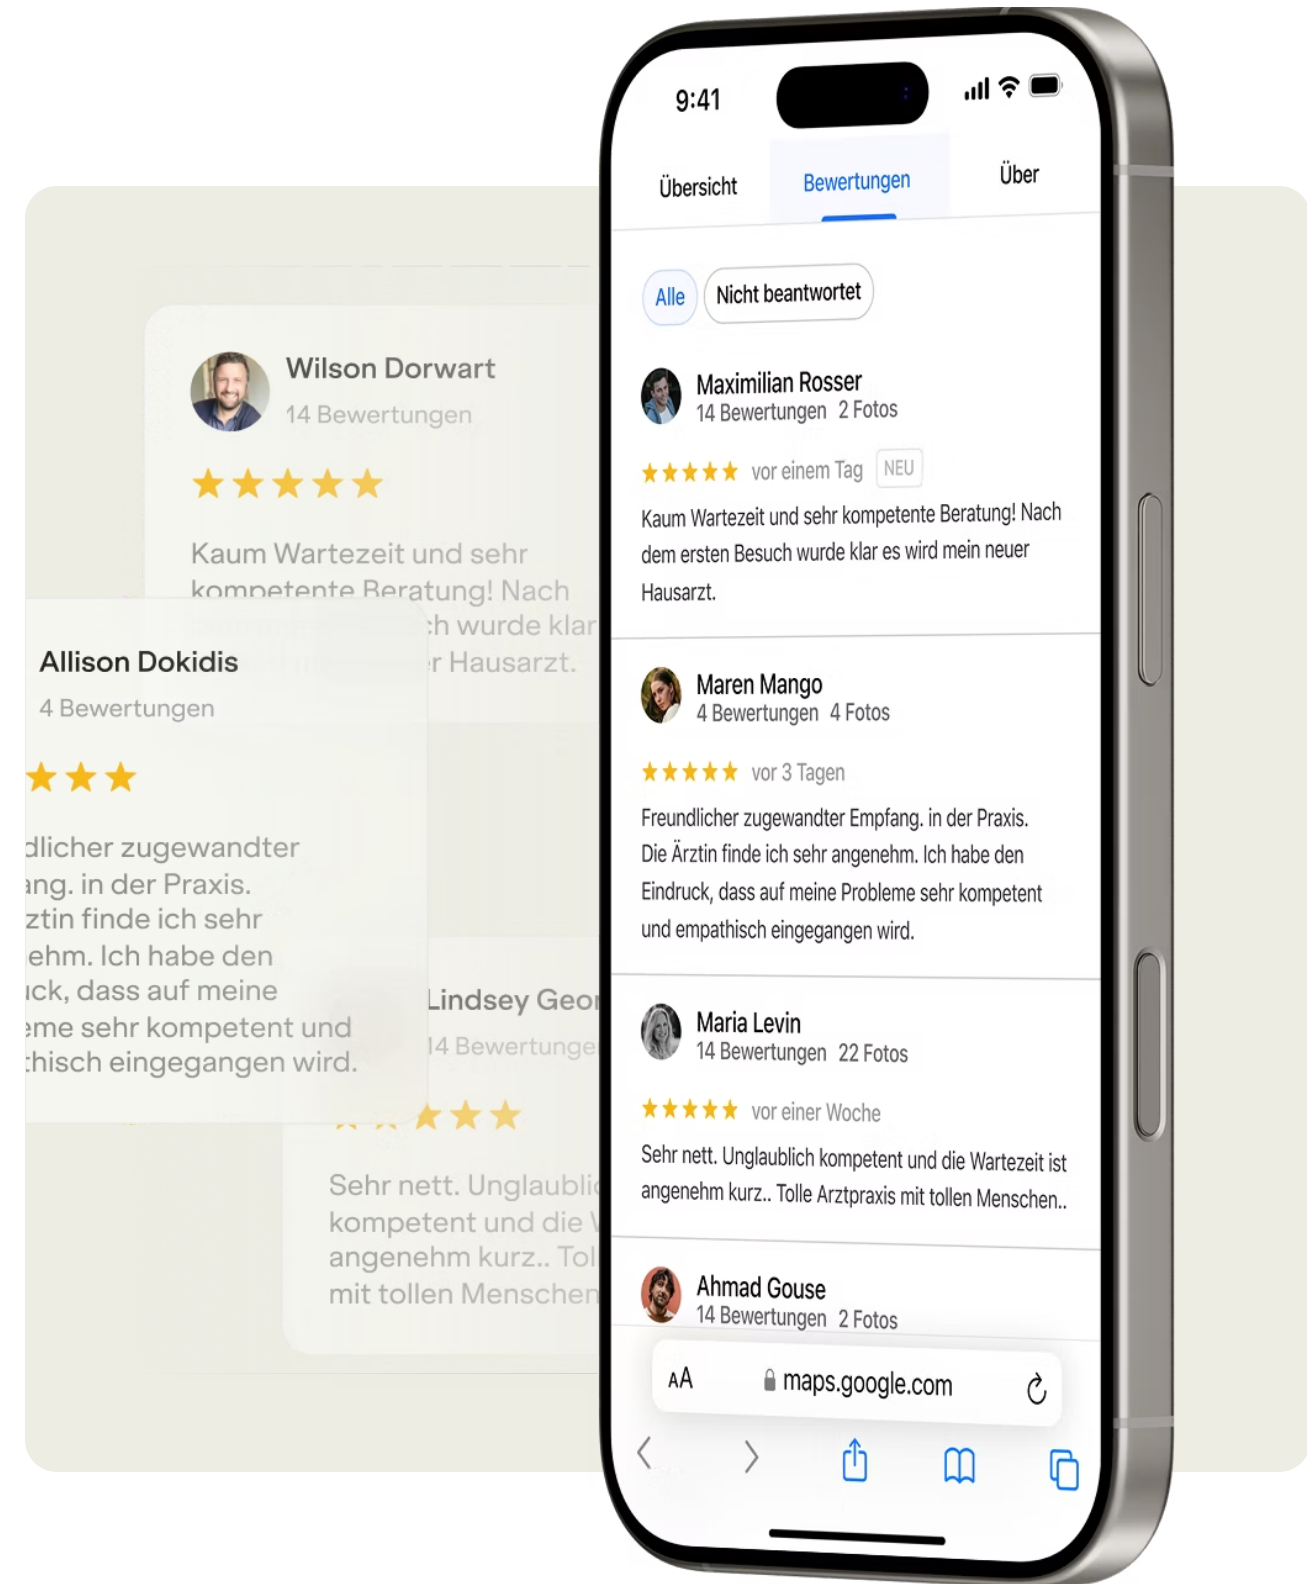 Wilson Dorwart
14 Bewertungen
Kaum Wartezeit und sehr
kompetente Beratung! Nach
ch wurde klar
r Hausarzt.
Allison Dokidis
4 Bewertungen
dlicher zugewandter
ang. in der Praxis.
rztin finde ich sehr
ehm. Ich habe den
uck, dass auf meine
eme sehr kompetent und
thisch eingegangen wird.
Lindsey Geor
14 Bewertunge
Sehr nett. Unglaublic
kompetent und die
angenehm kurz.. Tol
mit tollen Menschen
9:41
Übersicht
Bewertungen
Über
Alle
Nicht beantwortet
Maximilian Rosser
14 Bewertungen 2 Fotos
vor einem Tag NEU
Kaum Wartezeit und sehr kompetente Beratung! Nach
dem ersten Besuch wurde klar es wird mein neuer
Hausarzt.
Maren Mango
4 Bewertungen 4 Fotos
vor 3 Tagen
Freundlicher zugewandter Empfang. in der Praxis.
Die Ärztin finde ich sehr angenehm. Ich habe den
Eindruck, dass auf meine Probleme sehr kompetent
und empathisch eingegangen wird.
Maria Levin
14 Bewertungen 22 Fotos
vor einer Woche
Sehr nett. Unglaublich kompetent und die Wartezeit ist
angenehm kurz.. Tolle Arztpraxis mit tollen Menschen..
Ahmad Gouse
14 Bewertungen 2 Fotos
AA
maps.google.com